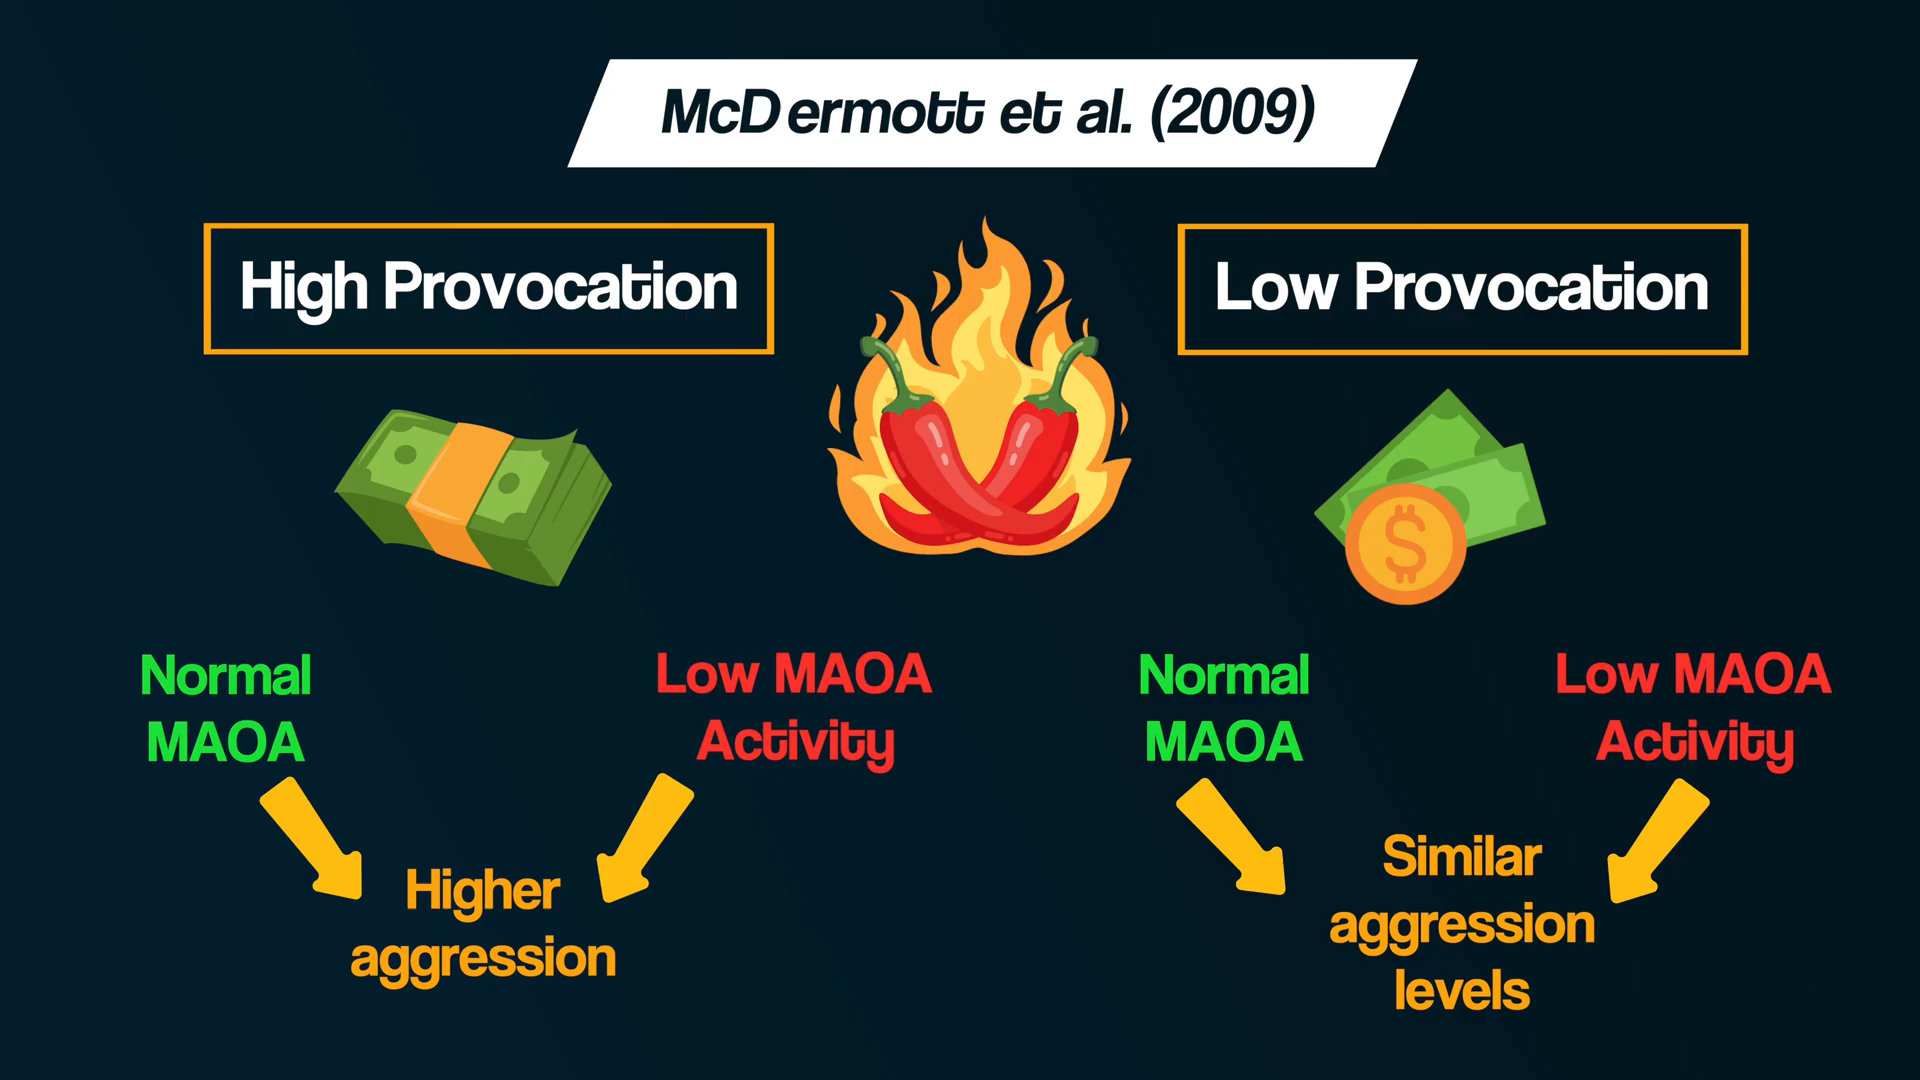 McDermott et al. (2009)
High Provocation
Low Provocation
$
Normal
MAOA
Low MAOA
Activity
Higher
aggression
Normal
MAOA
Low MAOA
Activity
Similar
aggression
levels